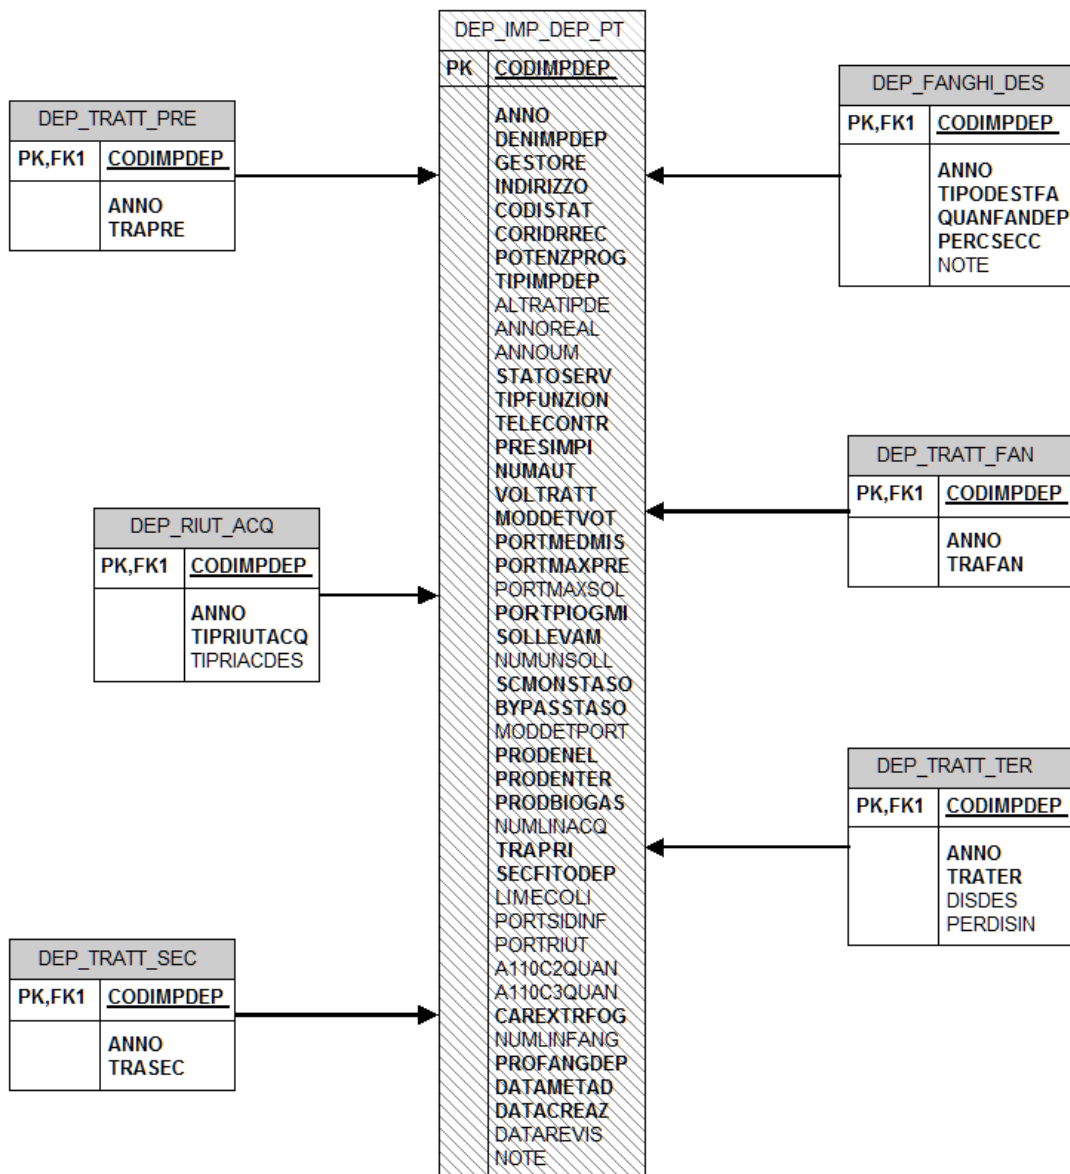 DEP_IMP_DEP_PT
PK CODIMPDEP
ANNO
DENIMPDEP
GESTORE
INDIRIZZO
CODISTAT
CORIDRREC
POTENZPROG
TIPIMPDEP
ALTRATIPDE
ANNOREAL
ANNOUM
STATOSERV
TIPFUNZION
TELECONTR
PRESIMPI
NUMAUT
VOLTRATT
MODDETVOT
PORTMEDMIS
PORTMAXPRE
PORTMAXSOL
PORTPIOGMI
SOLLEVAM
NUMUNSOLL
SCMONSTASO
BYPASSTASO
MODDETPORT
PRODENEL
PRODENTER
PRODBIOGAS
NUMLINACQ
TRAPRI
SECFITODEP
LIMECOLI
PORTSIDINF
PORTRIUT
A110C2QUAN
A110C3QUAN
CAREXTRFOG
NUMLINFANG
PROFANGDEP
DATAMETAD
DATACREAZ
DATAREVIS
NOTE
DEP_TRATT_PRE
PK,FK1 CODIMPDEP
ANNO
TRAPRE
DEP_RIUT_ACQ
PK,FK1 CODIMPDEP
ANNO
TIPRIUTACQ
TIPRIACDES
DEP_TRATT_SEC
PK,FK1 CODIMPDEP
ANNO
TRASEC
DEP_FANGHI_DES
PK,FK1 CODIMPDEP
ANNO
TIPODESTFA
QUANFANDEP
PERCSECC
NOTE
DEP_TRATT_FAN
PK,FK1 CODIMPDEP
ANNO
TRAFAN
DEP_TRATT_TER
PK,FK1 CODIMPDEP
ANNO
TRATER
DISDES
PERDISIN